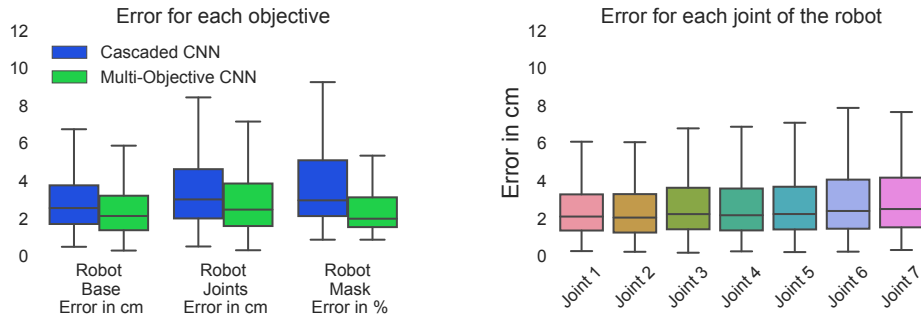 Error for each objective
12
10
8
6
4
2
0
Cascaded CNN
Multi-Objective CNN
Robot
Base
Error in cm
Robot
Joints
Error in cm
Robot
Mask
Error in %
Error for each joint of the robot
Error in cm
12
10
8
6
4
2
0
Joint 1
Joint 2
Joint 3
Joint 4
Joint 5
Joint 6
Joint 7